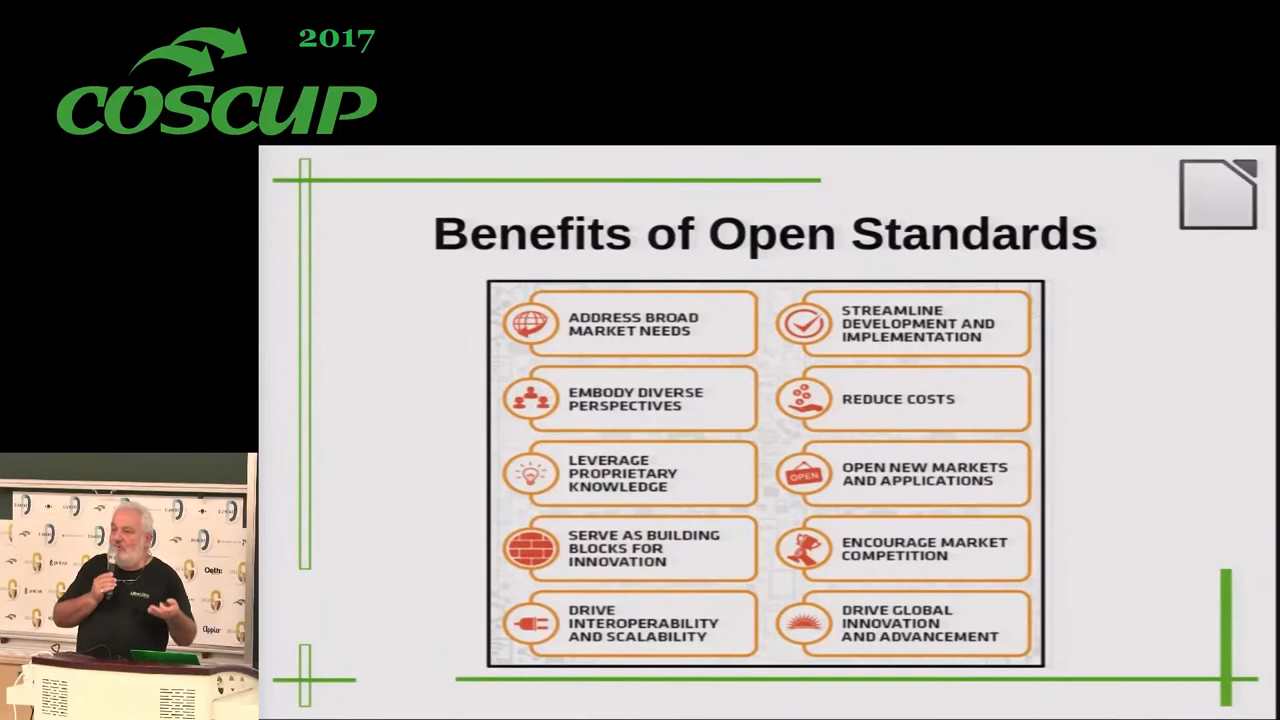 2017
COSCUP
Benefits of Open Standards
ADDRESS BROAD
MARKET NEEDS
STREAMLINE
DEVELOPMENT AND
IMPLEMENTATION
EMBODY DIVERSE
PERSPECTIVES
REDUCE COSTS
LEVERAGE
PROPRIETARY
KNOWLEDGE
OPEN
OPEN NEW MARKETS
AND APPLICATIONS
SERVE AS BUILDING
BLOCKS FOR
INNOVATION
ENCOURAGE MARKET
COMPETITION
DRIVE
INTEROPERABILITY
AND SCALABILITY
DRIVE GLOBAL
INNOVATION
AND ADVANCEMENT
Appier